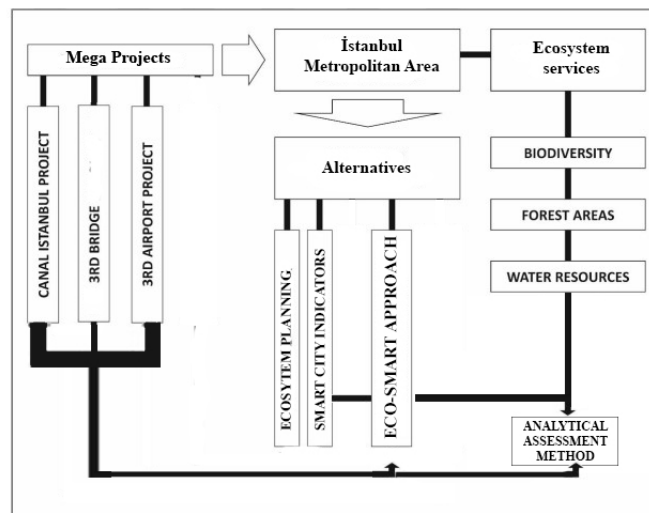 Mega Projects
İstanbul
Metropolitan Area
Ecosystem
services
CANAL ISTANBUL PROJECT
3RD BRIDGE
3RD AIRPORT PROJECT
Alternatives
ECOSYTEM PLANNING
SMART CITY INDICATORS
ECO-SMART APPROACH
BIODIVERSITY
FOREST AREAS
WATER RESOURCES
ANALYTICAL
ASSESSMENT
METHOD